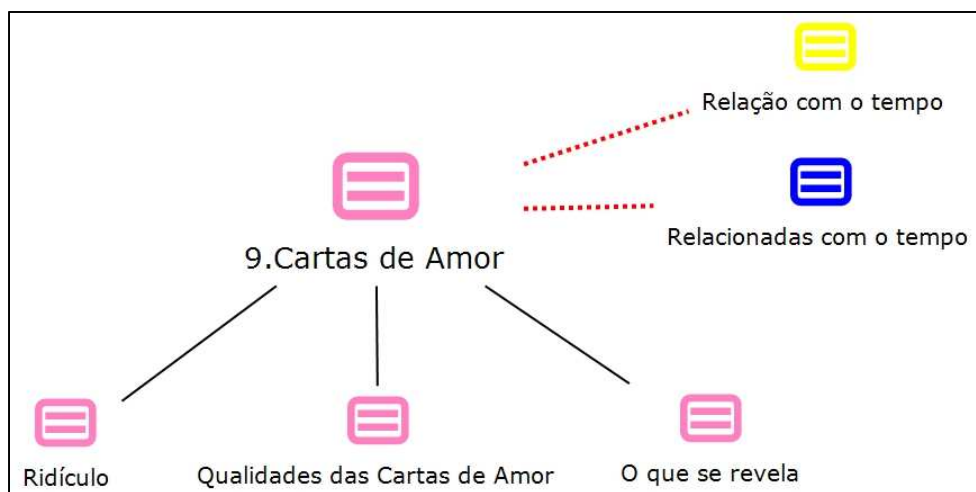 Relação com o tempo
Relacionadas com o tempo
9.Cartas de Amor
Ridículo
Qualidades das Cartas de Amor
O que se revela